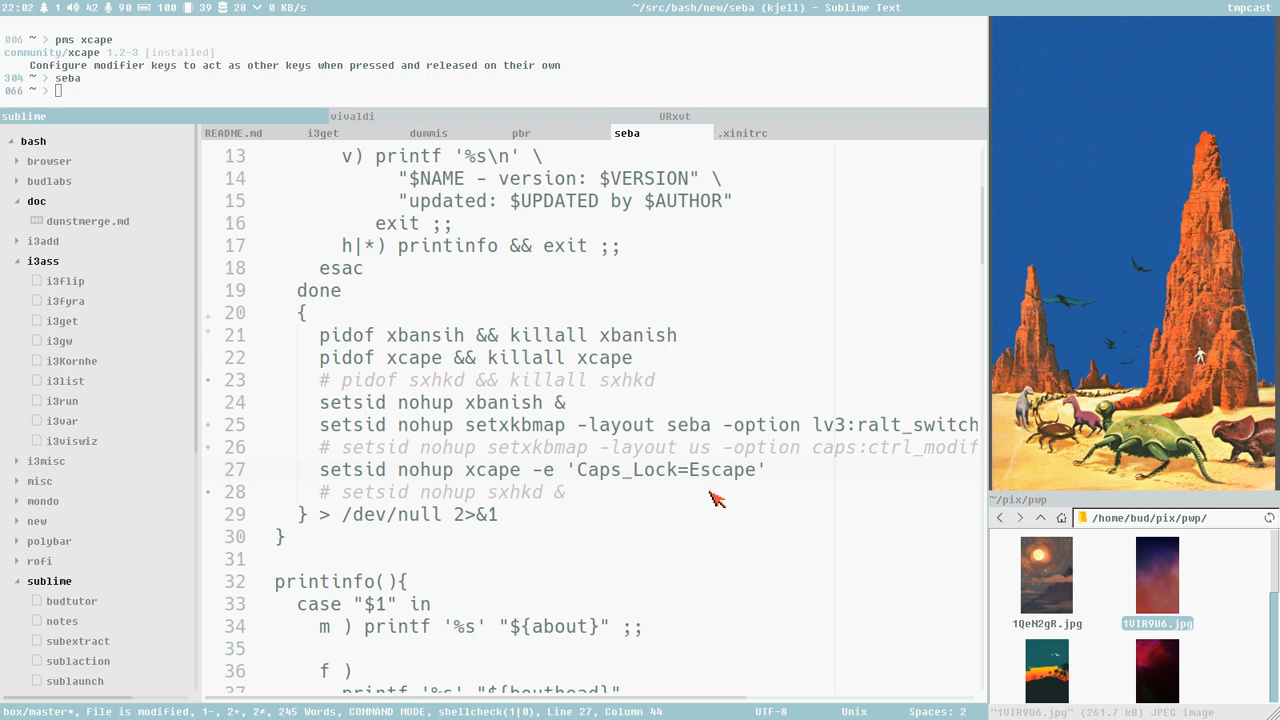 22:02 1 42 90 100 39 28 0 KB/s
~/src/bash/new/seba (kjell) - Sublime Text
tmpcast
006 ~ > pms xcape
community/xcape 1.2-3 [installed]
Configure modifier keys to act as other keys when pressed and released on their own
304 ~ > seba
066 ~ >
sublime
vivaldi
URxvt
README.md
i3get
dummis
pbr
seba
.xinitrc
bash
browser
budlabs
doc
dunstmerge.md
i3add
i3ass
i3flip
i3fyra
i3get
i3gw
i3Kornhe
i3list
i3run
i3var
i3viswiz
i3misc
misc
mondo
new
polybar
rofi
sublime
budtutor
notes
subextract
sublaction
sublaunch
13 v) printf '%s\n' \
14 "$NAME - version: $VERSION" \
15 "updated: $UPDATED by $AUTHOR"
16 exit ;;
17 h|*) printinfo && exit ;;
18 esac
19 done
20 {
21 pidof xbansih && killall xbanish
22 pidof xcape && killall xcape
23 # pidof sxhkd && killall sxhkd
24 setsid nohup xbanish &
25 setsid nohup setxkbmap -layout seba -option lv3:ralt_switch
26 # setsid nohup setxkbmap -layout us -option caps:ctrl_modif
27 setsid nohup xcape -e 'Caps_Lock=Escape'
28 # setsid nohup sxhkd &
29 } > /dev/null 2>&1
30 }
31
32 printinfo(){
33 case "$1" in
34 m ) printf '%s' "${about}" ;;
35
36 f )
37 printf '%s' "${bouthead}"
~/pix/pwp
/home/bud/pix/pwp/
1QeN2gR.jpg
1VIR9U6.jpg
box/master*, File is modified, 1-, 2+, 2≠, 245 Words, COMMAND MODE, shellcheck(1|0), Line 27, Column 44
UTF-8
Unix
Spaces: 2
"1VIR9U6.jpg" (261.7 kB) JPEG image